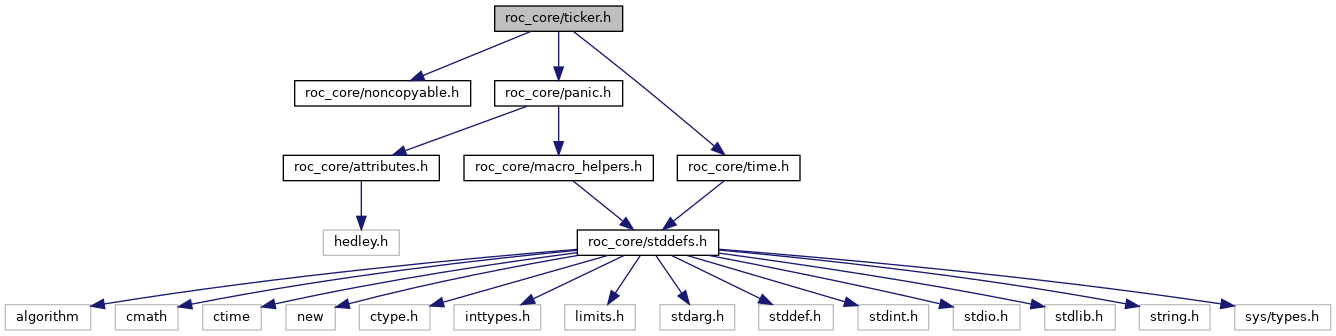 roc_core/ticker.h
roc_core/noncopyable.h
roc_core/panic.h
roc_core/attributes.h
roc_core/macro_helpers.h
roc_core/time.h
hedley.h
roc_core/stddefs.h
algorithm
cmath
ctime
new
ctype.h
inttypes.h
limits.h
stdarg.h
stddef.h
stdint.h
stdio.h
stdlib.h
string.h
sys/types.h